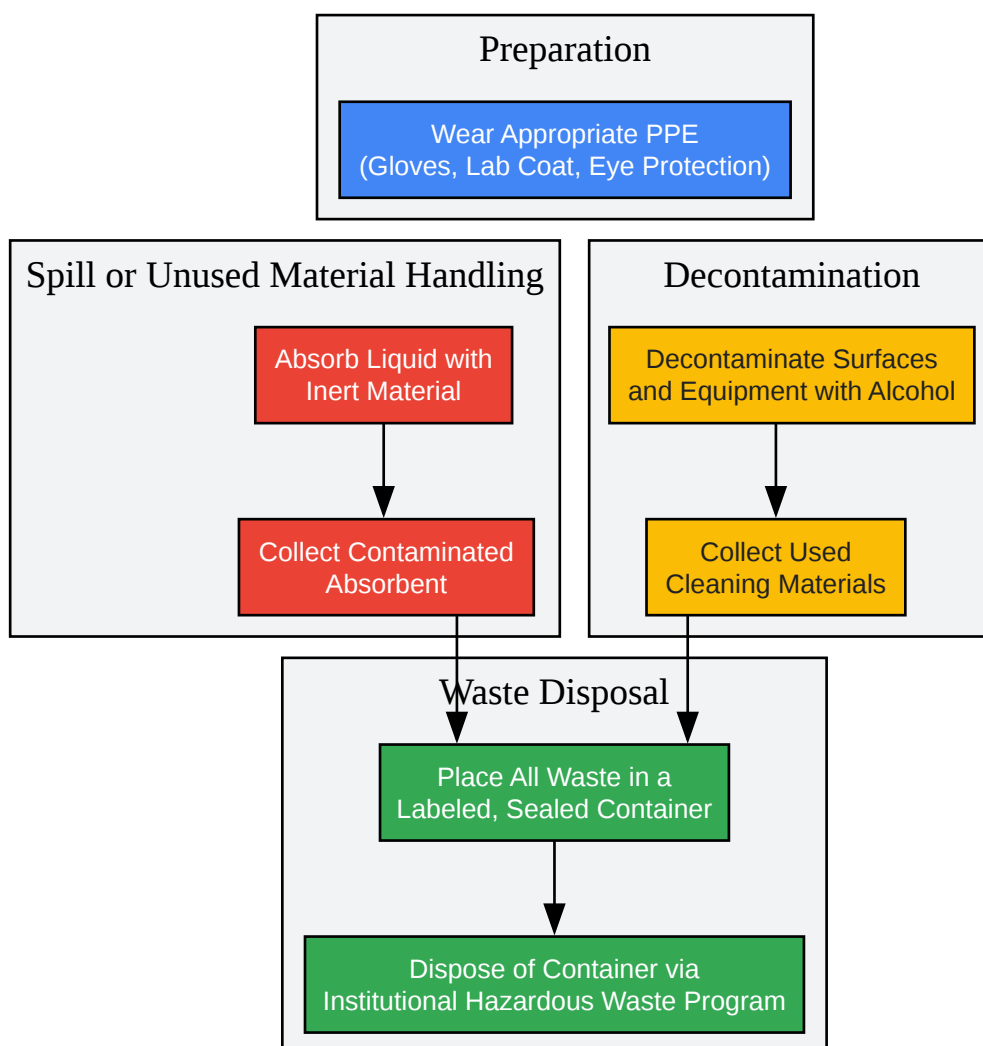 Preparation
Wear Appropriate PPE
(Gloves, Lab Coat, Eye Protection)
Spill or Unused Material Handling
Absorb Liquid with
Inert Material
Collect Contaminated
Absorbent
Decontamination
Decontaminate Surfaces
and Equipment with Alcohol
Collect Used
Cleaning Materials
Waste Disposal
Place All Waste in a
Labeled, Sealed Container
Dispose of Container via
Institutional Hazardous Waste Program